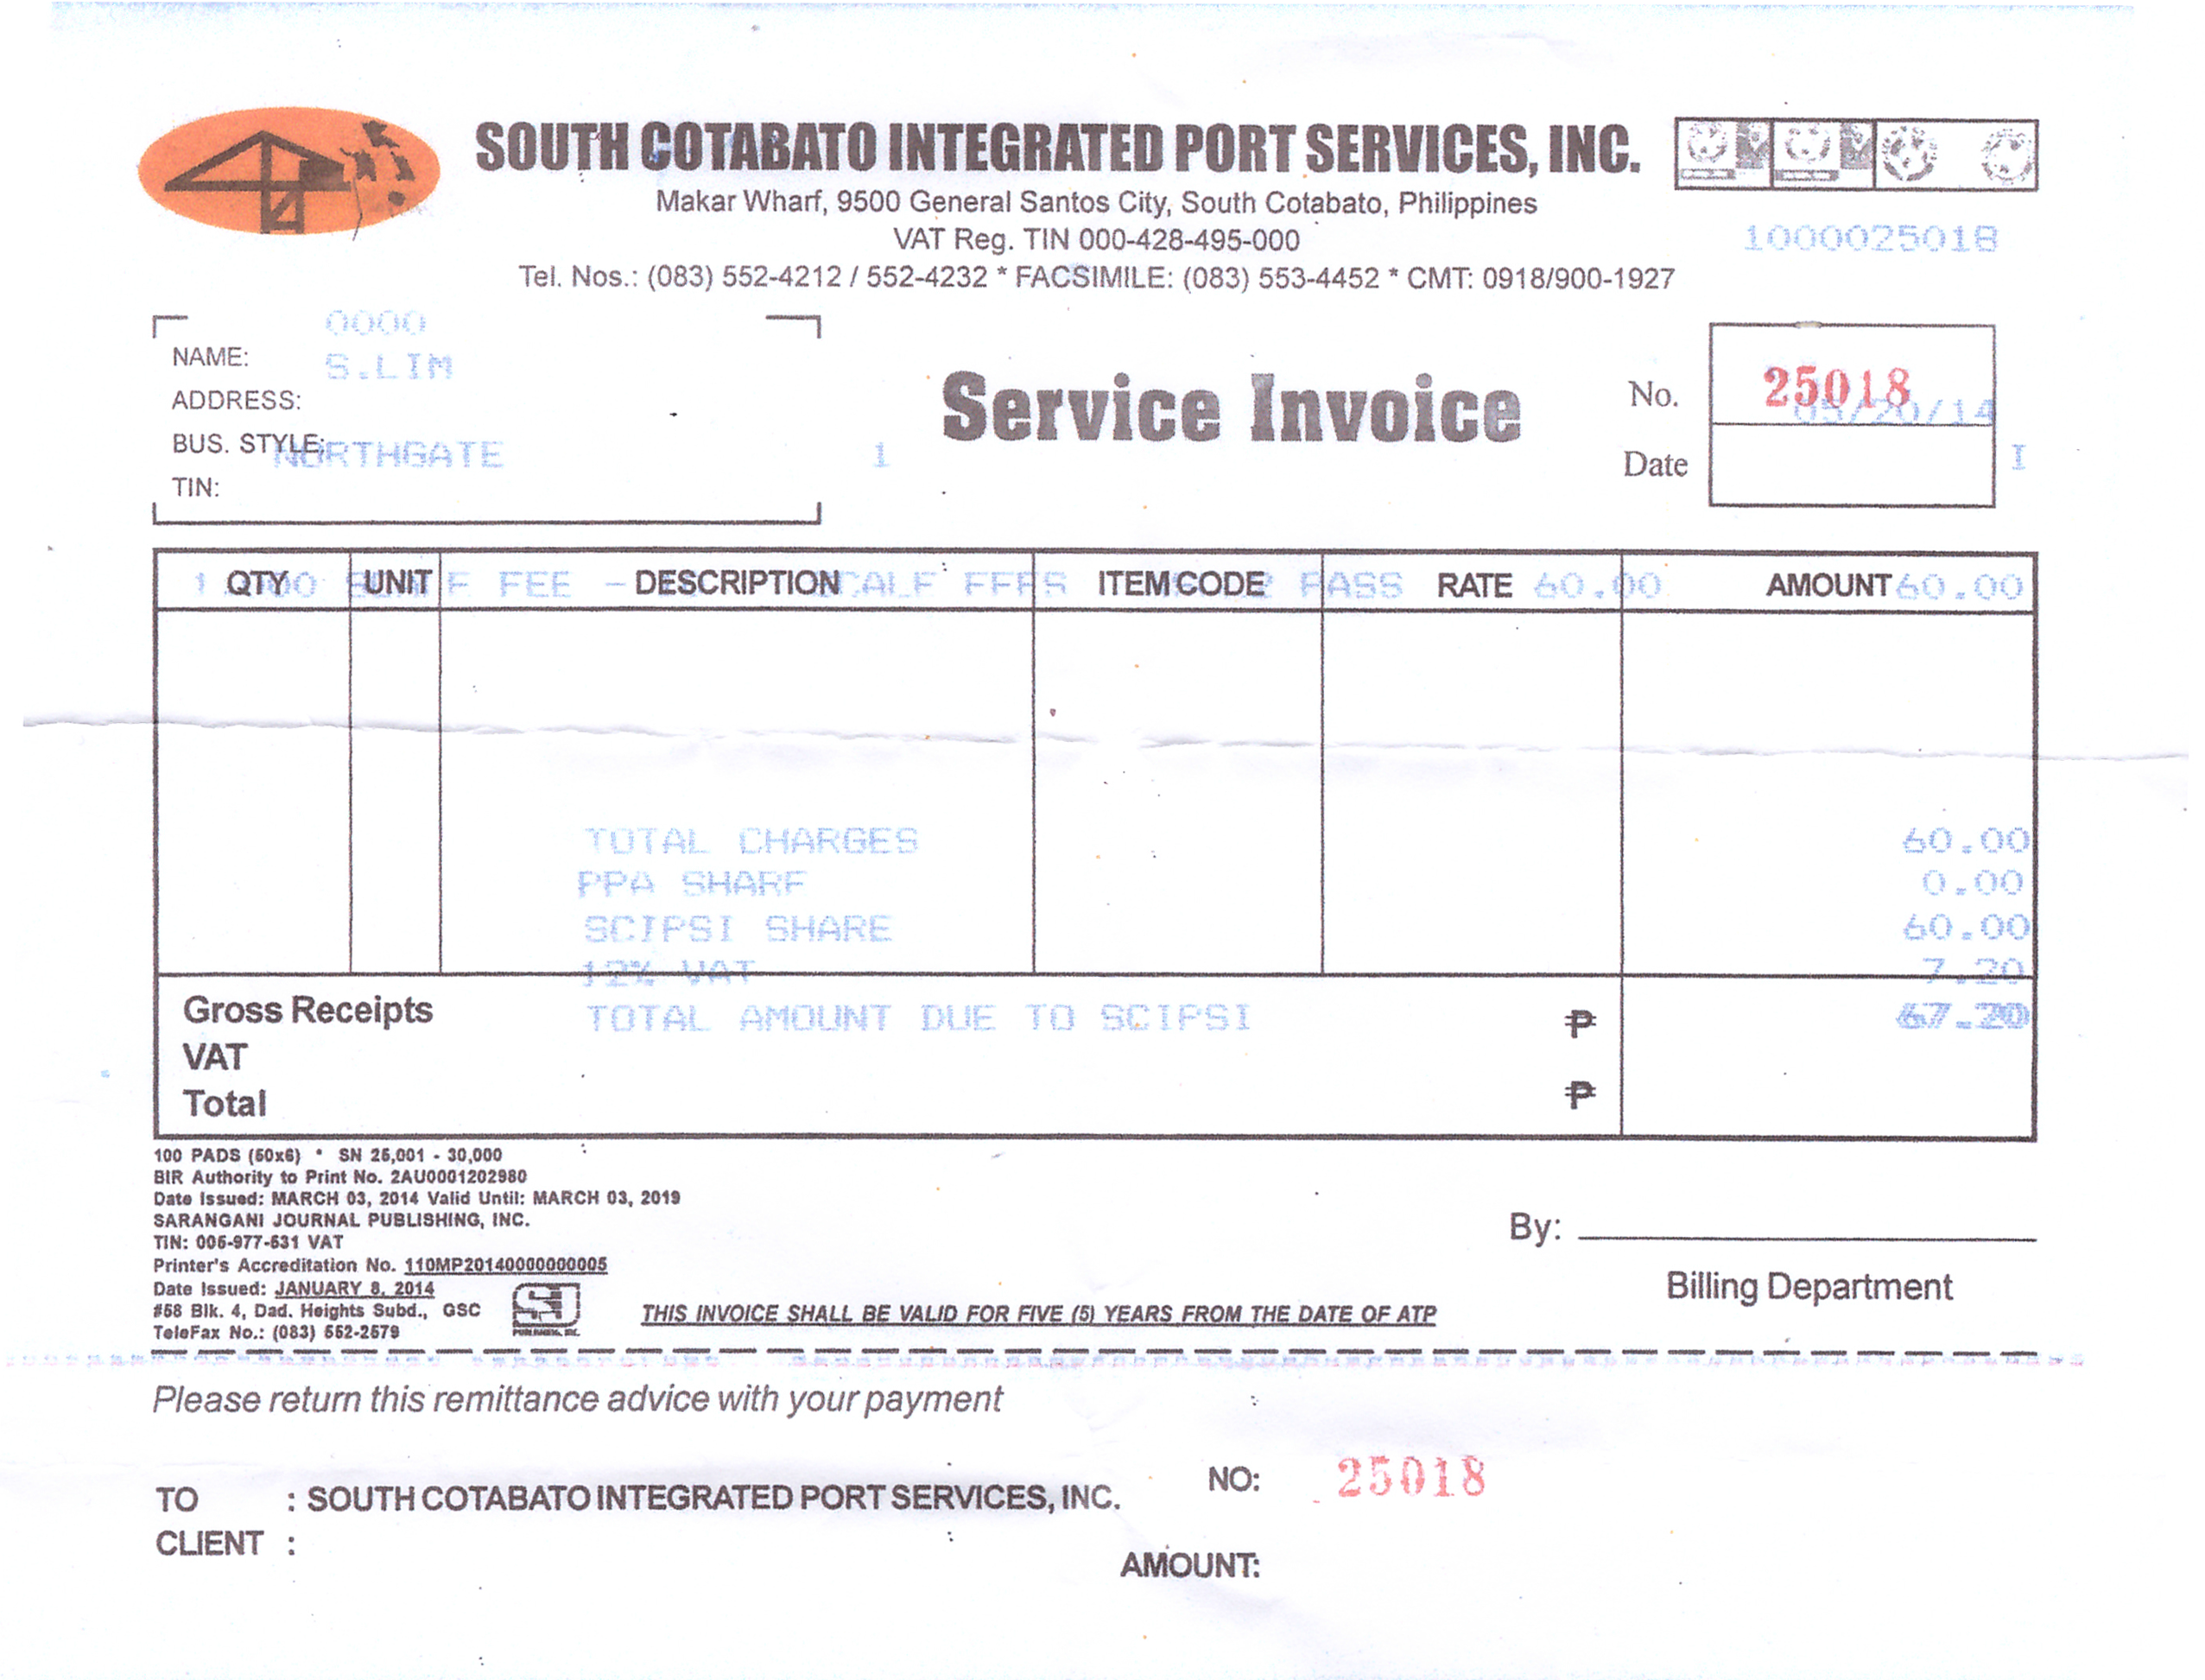 SOUTH COTABATO INTEGRATED PORT SERVICES, INC.
Makar Wharf, 9500 General Santos City, South Cotabato, Philippines
VAT Reg. TIN 000-428-495-000
1000025018
Tel. Nos.: (083) 552-4212 / 552-4232 * FACSIMILE: (083) 553-4452 * CMT: 0918/900-1927
0000
NAME: S.LIM
ADDRESS:
BUS. STYLE: NORTHGATE 1
TIN:
Service Invoice
No. 25018
05/20/14
Date I
QTY UNIT DESCRIPTION ITEM CODE RATE AMOUNT
FEE - PASS 60.00 60.00
TOTAL CHARGES 60.00
PPA SHARE 0.00
SCIPSI SHARE 60.00
12% VAT 7.20
TOTAL AMOUNT DUE TO SCIPSI 67.20
Gross Receipts ₱
VAT
Total ₱
100 PADS (50x6) * SN 25,001 - 30,000
BIR Authority to Print No. 2AU0001202980
Date Issued: MARCH 03, 2014 Valid Until: MARCH 03, 2019
SARANGANI JOURNAL PUBLISHING, INC.
TIN: 005-977-531 VAT
Printer's Accreditation No. 110MP20140000000005
Date Issued: JANUARY 8, 2014
#58 Blk. 4, Dad. Heights Subd., GSC
TeleFax No.: (083) 552-2579
SJ
PUBLISHING, INC.
THIS INVOICE SHALL BE VALID FOR FIVE (5) YEARS FROM THE DATE OF ATP
By:
Billing Department
Please return this remittance advice with your payment
TO : SOUTH COTABATO INTEGRATED PORT SERVICES, INC.
NO: 25018
CLIENT :
AMOUNT: